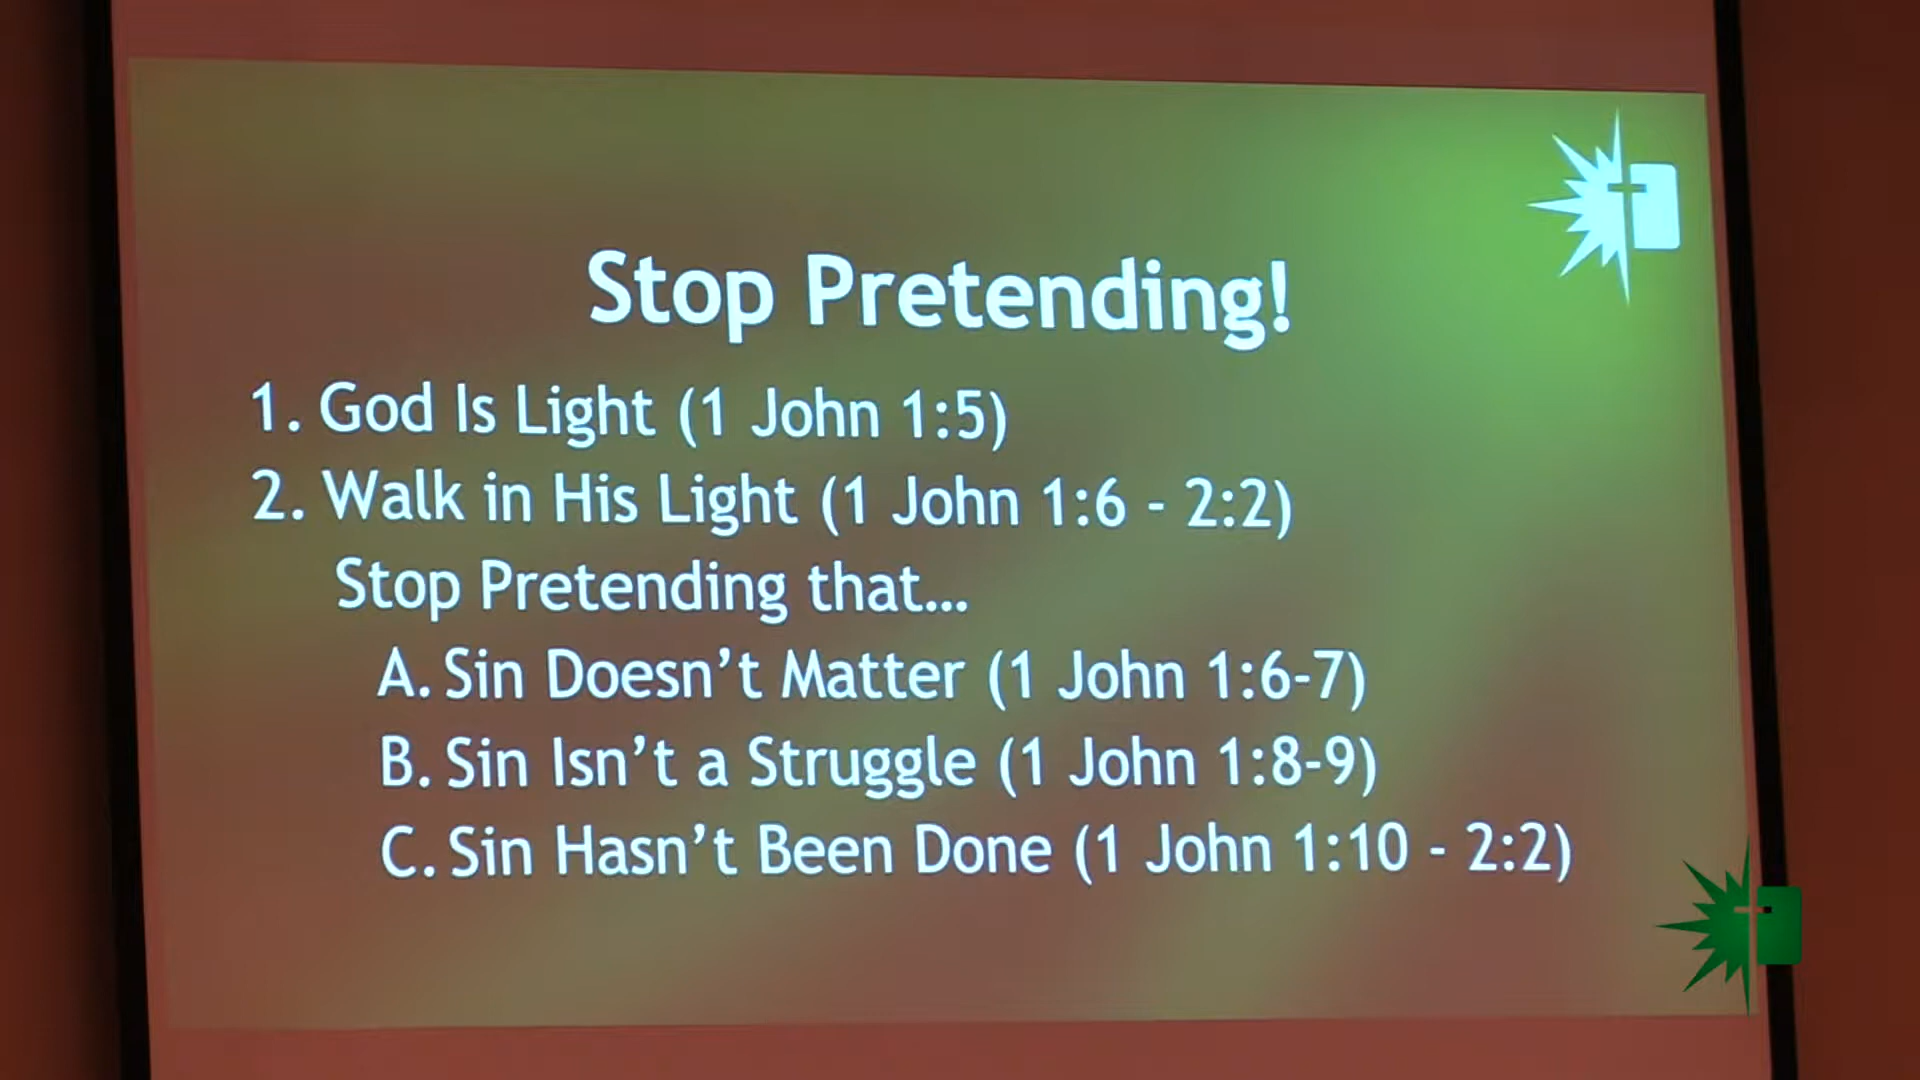 Stop Pretending!
1. God Is Light (1 John 1:5)
2. Walk in His Light (1 John 1:6 - 2:2)
Stop Pretending that...
A. Sin Doesn’t Matter (1 John 1:6-7)
B. Sin Isn’t a Struggle (1 John 1:8-9)
C. Sin Hasn’t Been Done (1 John 1:10 - 2:2)